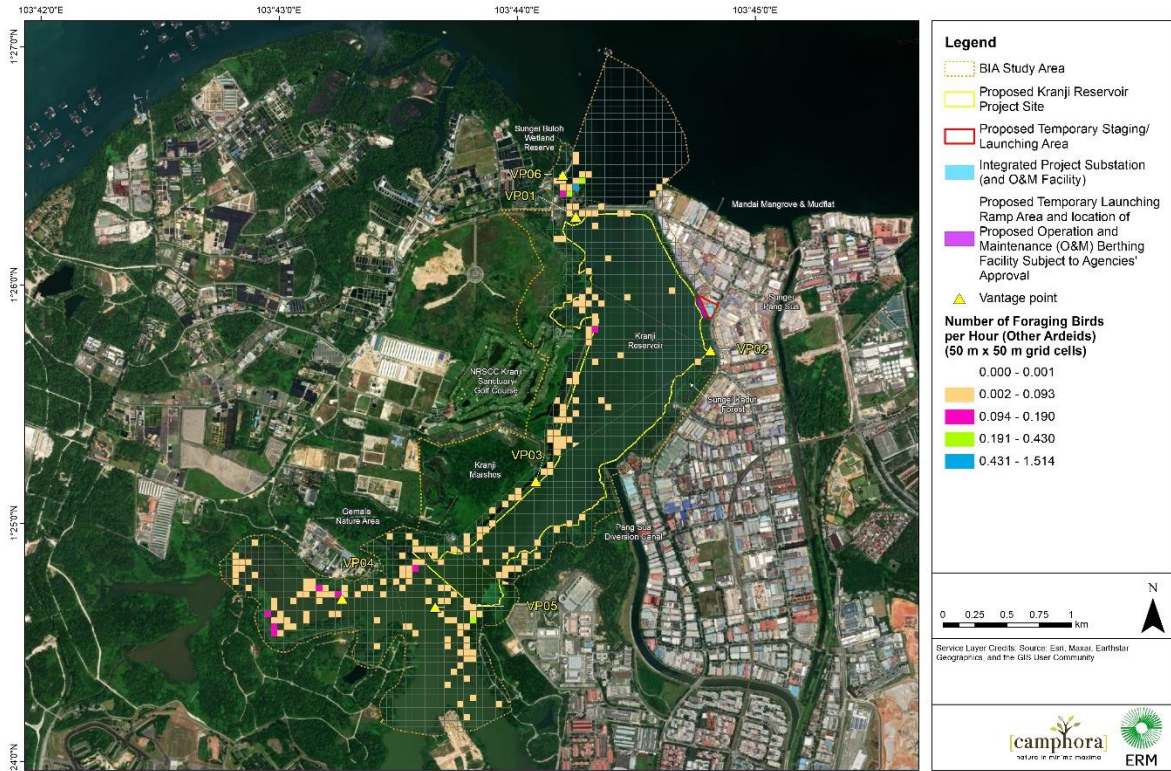 103°42'0"E 103°43'0"E 103°44'0"E 103°45'0"E
1°27'0"N
1°26'0"N
1°25'0"N
1°24'0"N
Sungei Buloh
Wetland
Reserve
VP06
VP01
Mandai Mangrove & Mudflat
Sungei
Pang Sua
Kranji
Reservoir
VP02
NRSCC Kranji
Sanctuary
Golf Course
Sungei Kadut
Forest
VP03
Kranji
Marshes
Gemala
Nature Area
Pang Sua
Diversion Canal
VP04
VP05
Legend
BIA Study Area
Proposed Kranji Reservoir
Project Site
Proposed Temporary Staging/
Launching Area
Integrated Project Substation
(and O&M Facility)
Proposed Temporary Launching
Ramp Area and location of
Proposed Operation and
Maintenance (O&M) Berthing
Facility Subject to Agencies'
Approval
Vantage point
Number of Foraging Birds
per Hour (Other Ardeids)
(50 m x 50 m grid cells)
0.000 - 0.001
0.002 - 0.093
0.094 - 0.190
0.191 - 0.430
0.431 - 1.514
N
0 0.25 0.5 1
km
Service Layer Credits: Source: Esri, Maxar, Earthstar
Geographics, and the GIS User Community
[camphora]
nature in minima maxima
ERM